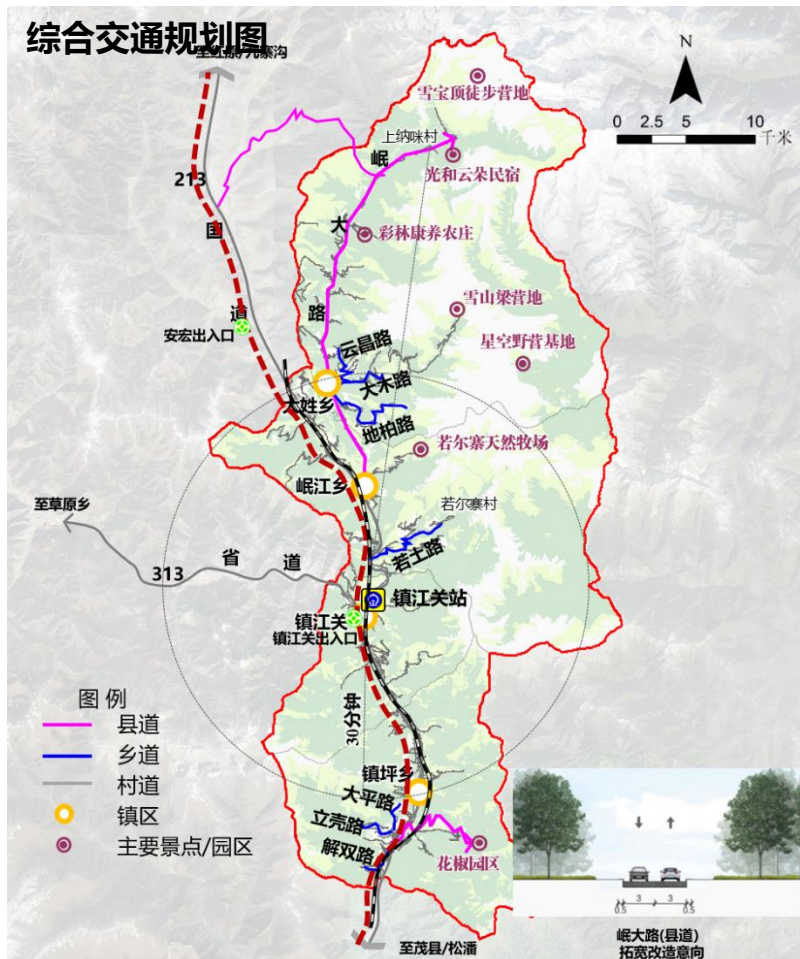 综合交通规划图
至红原/九寨沟
N
0 2.5 5 10
千米
雪宝顶徒步营地
上纳咪村
岷
光和云朵民宿
213
国
大
彩林康养农庄
路
雪山梁营地
道
安宏出入口
云昌路
星空野营基地
大木路
大姓乡
地柏路
若尔寨天然牧场
岷江乡
至草原乡
若尔寨村
313
省
道
若土路
镇江关站
镇江关
镇江关出入口
30分钟
图 例
县道
乡道
村道
镇区
主要景点/园区
镇坪乡
大平路
立壳路
解双路
花椒园区
至茂县/松潘
3 3
0.5 0.5
岷大路(县道)
拓宽改造意向